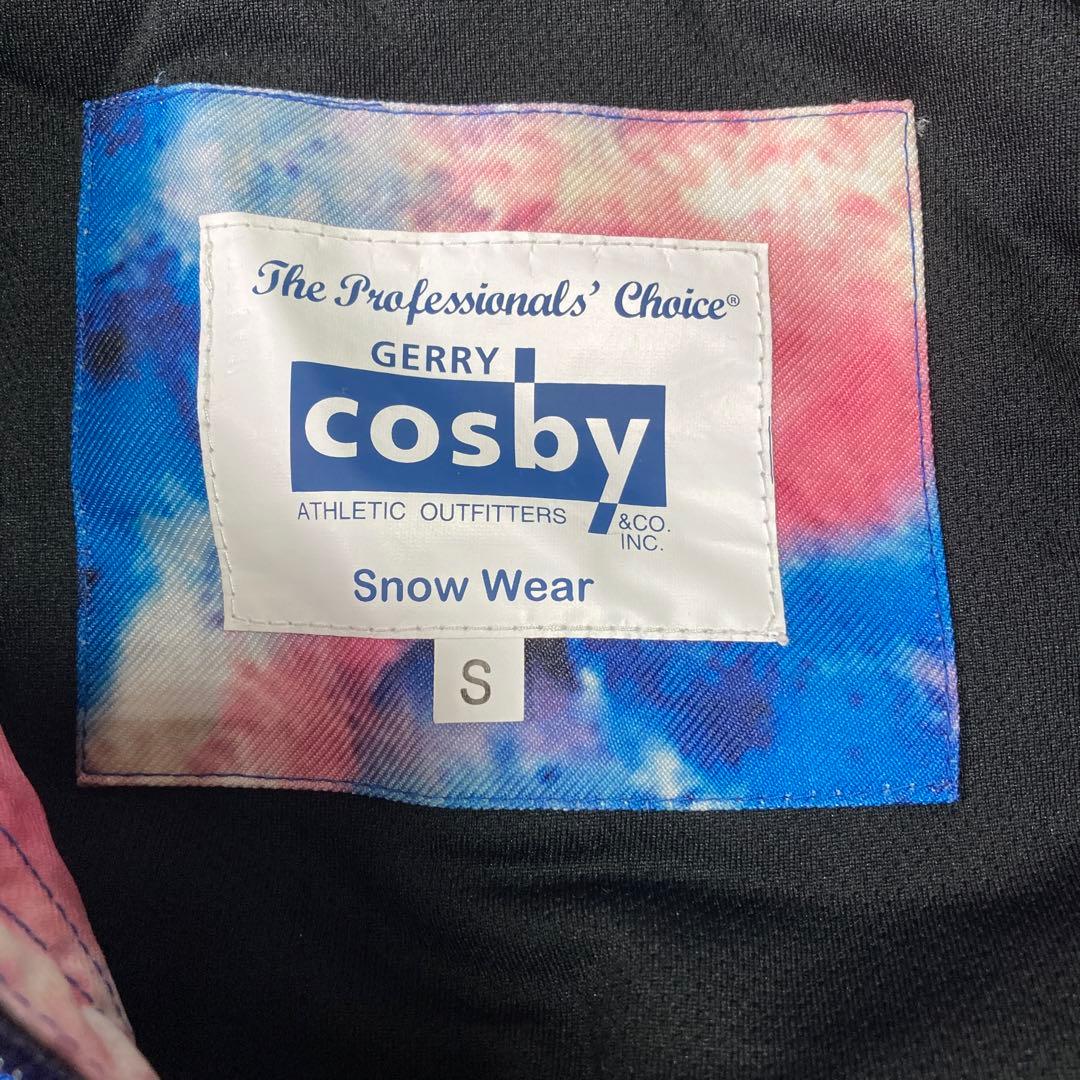 The Professionals' Choice®
GERRY
cosby
ATHLETIC OUTFITTERS &CO.
INC.
Snow Wear
S